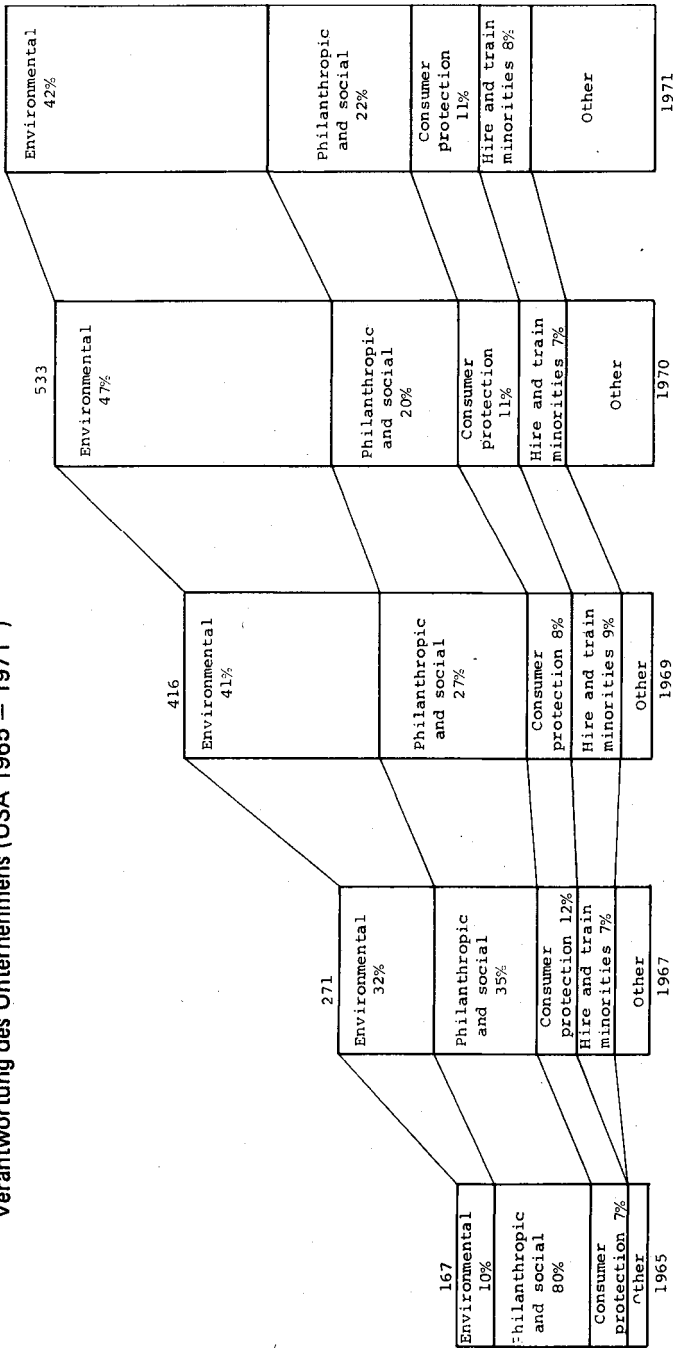 verantwortung des Unternehmens (USA 1965 – 1971 )
167
Environmental
10%
Philanthropic
and social
80%
Consumer
protection 7%
Other
1965
271
Environmental
32%
Philanthropic
and social
35%
Consumer
protection 12%
Hire and train
minorities 7%
Other
1967
416
Environmental
41%
Philanthropic
and social
27%
Consumer
protection 8%
Hire and train
minorities 9%
Other
1969
533
Environmental
47%
Philanthropic
and social
20%
Consumer
protection
11%
Hire and train
minorities 7%
Other
1970
Environmental
42%
Philanthropic
and social
22%
Consumer
protection
11%
Hire and train
minorities 8%
Other
1971